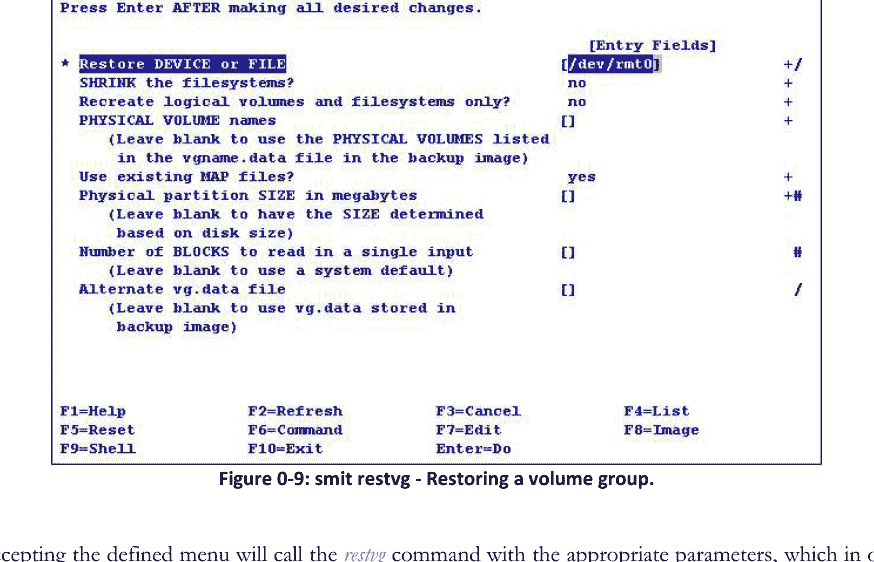 Press Enter AFTER making all desired changes.
[Entry Fields]
* Restore DEVICE or FILE [/dev/rmt0] +/
SHRINK the filesystems? no +
Recreate logical volumes and filesystems only? no +
PHYSICAL VOLUME names [] +
(Leave blank to use the PHYSICAL VOLUMES listed
in the vgname.data file in the backup image)
Use existing MAP files? yes +
Physical partition SIZE in megabytes [] +#
(Leave blank to have the SIZE determined
based on disk size)
Number of BLOCKS to read in a single input [] #
(Leave blank to use a system default)
Alternate vg.data file [] /
(Leave blank to use vg.data stored in
backup image)
F1=Help F2=Refresh F3=Cancel F4=List
F5=Reset F6=Command F7=Edit F8=Image
F9=Shell F10=Exit Enter=Do
Figure 0-9: smit restvg - Restoring a volume group.
cepting the defined menu will call the restvg command with the appropriate parameters, which in